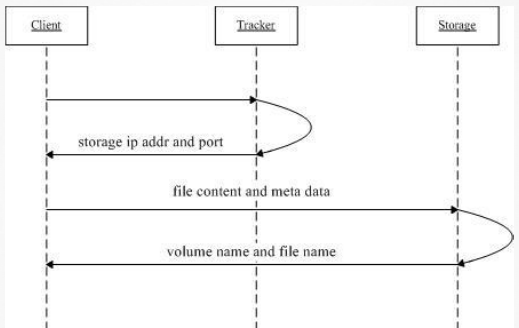 Client
Tracker
Storage
storage ip addr and port
file content and meta data
volume name and file name